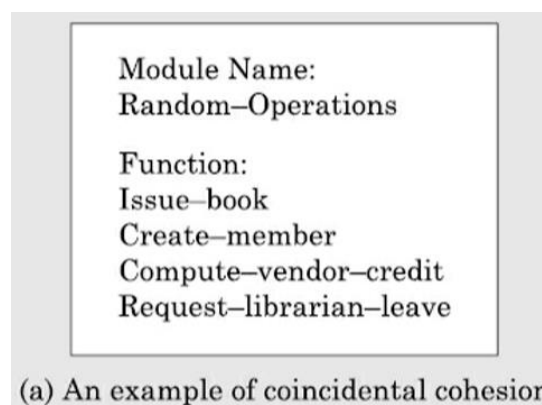 Module Name:
Random–Operations
Function:
Issue–book
Create–member
Compute–vendor–credit
Request–librarian–leave
(a) An example of coincidental cohesion